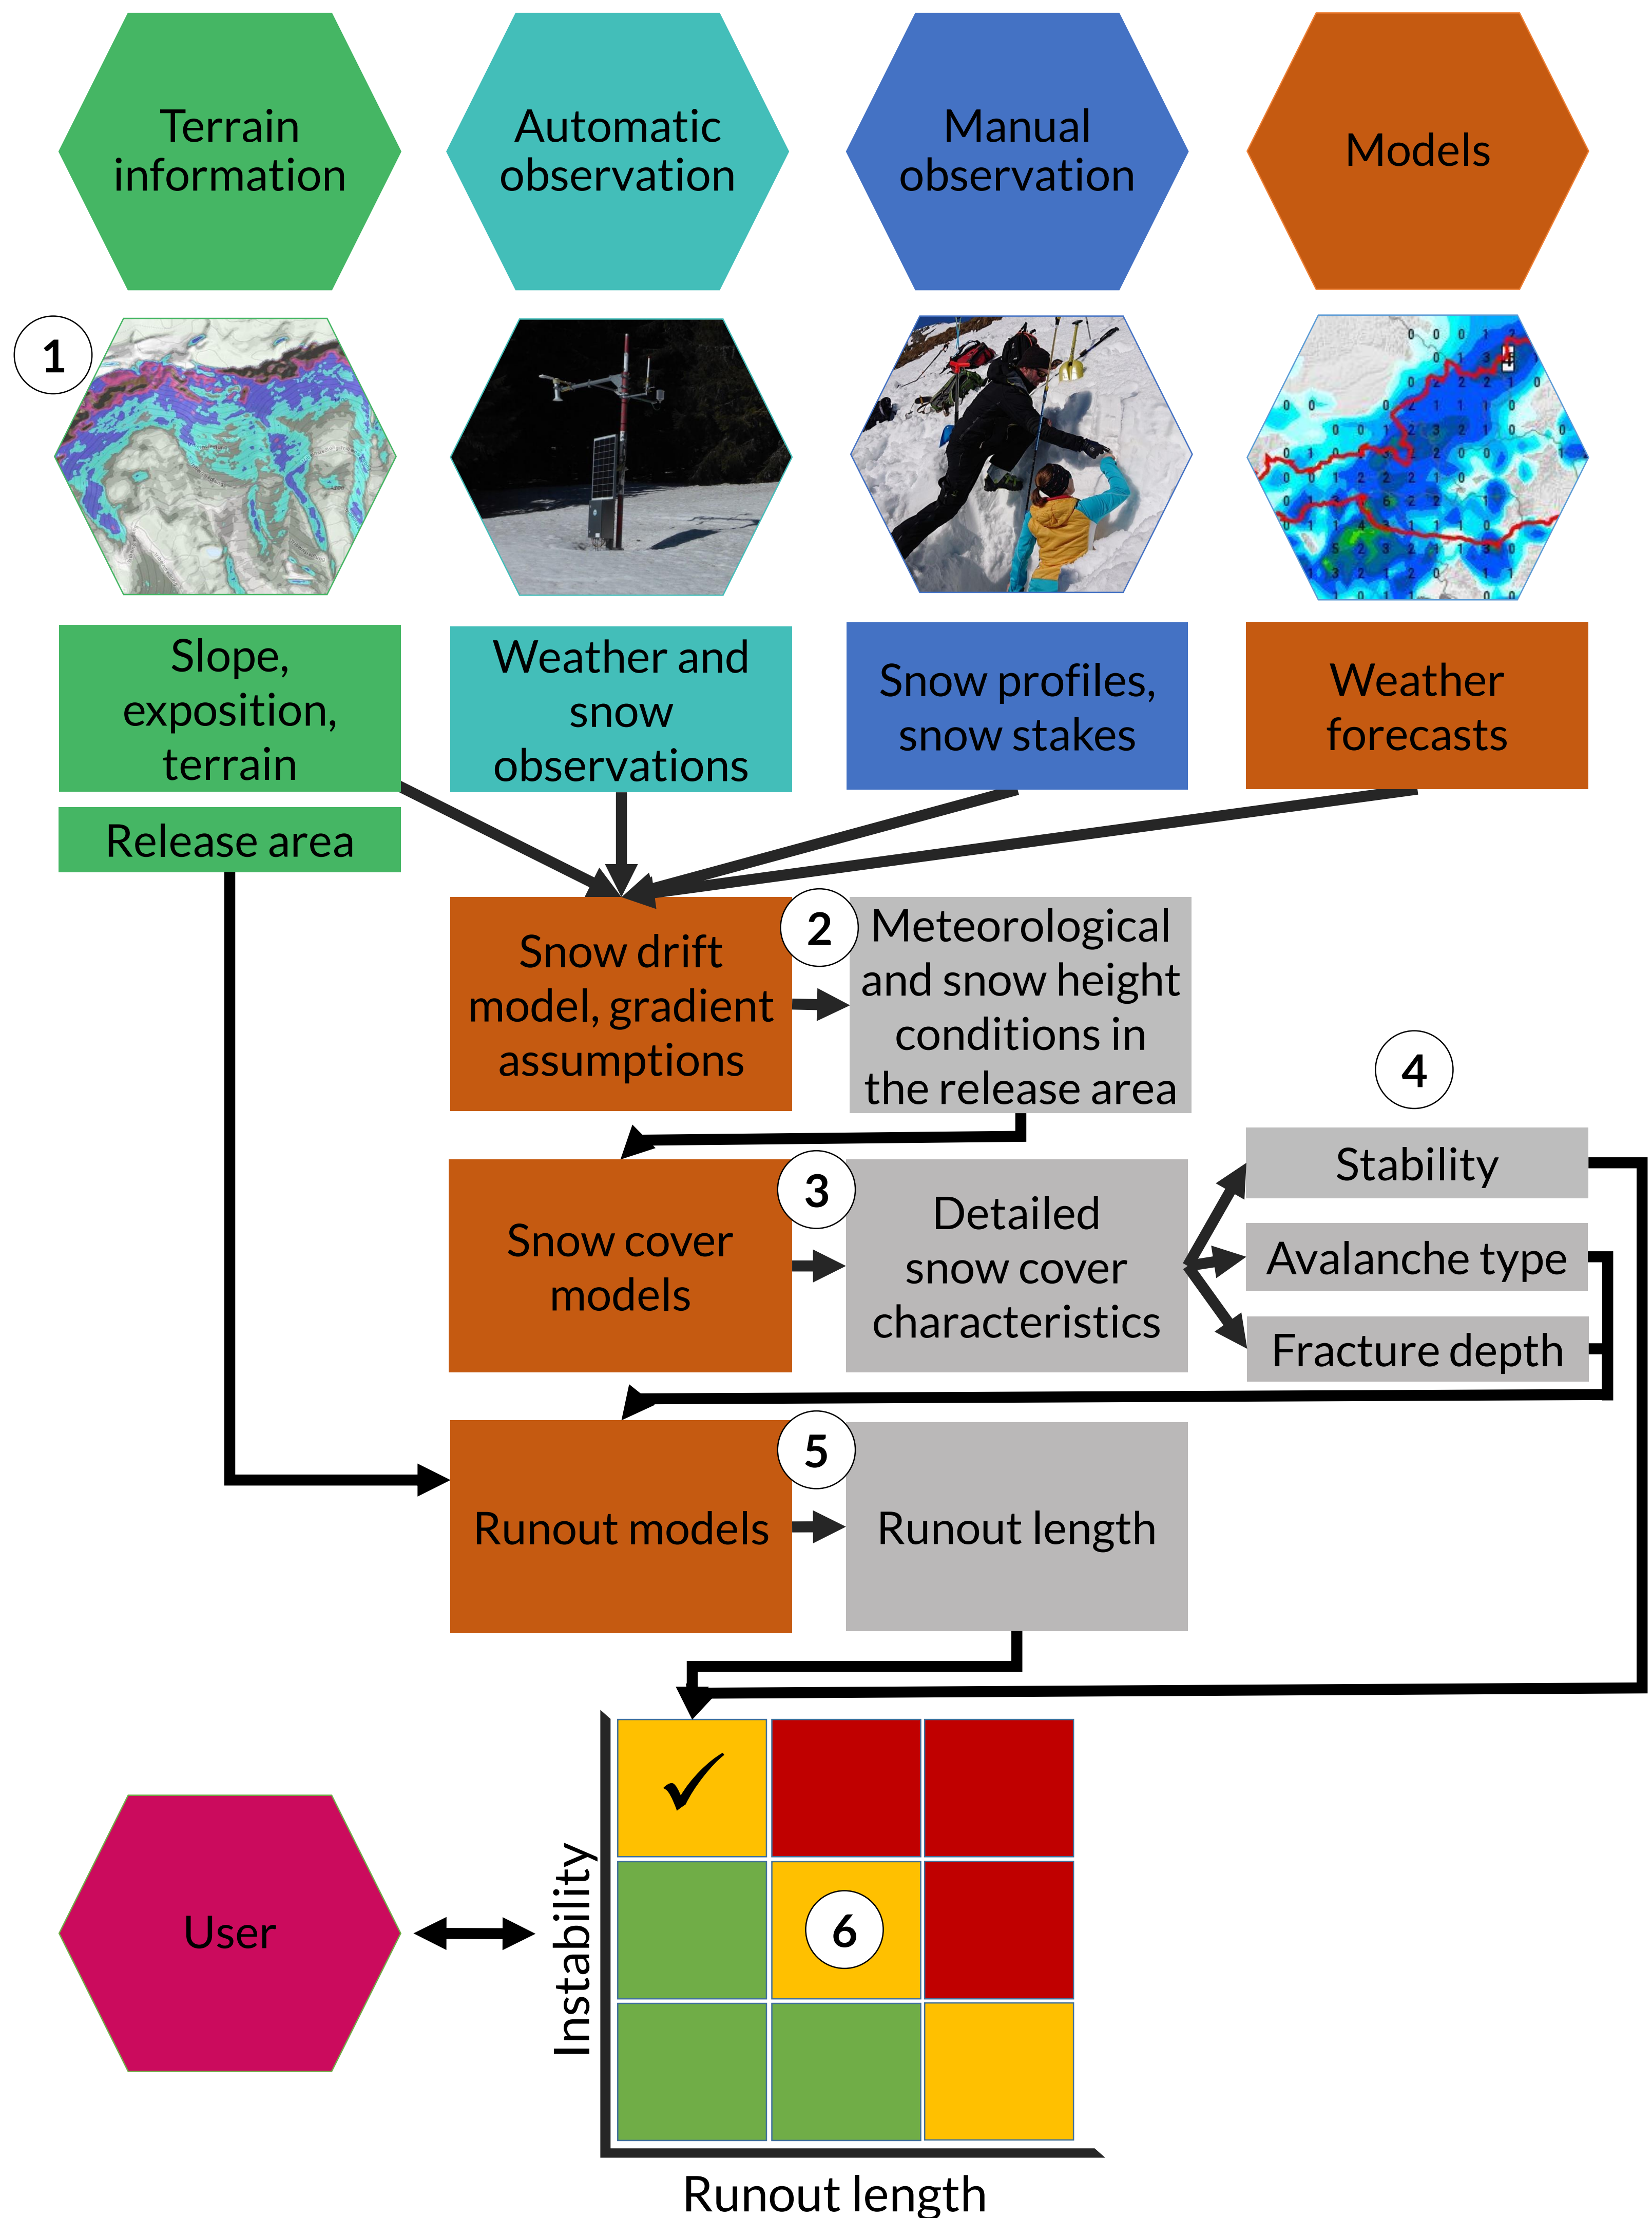 Terrain
information
Automatic
observation
Manual
observation
Models
1
Slope,
exposition,
terrain
Weather and
snow
observations
Snow profiles,
snow stakes
Weather
forecasts
Release area
Snow drift
model, gradient
assumptions
2
Meteorological
and snow height
conditions in
the release area
4
Snow cover
models
3
Detailed
snow cover
characteristics
Stability
Avalanche type
Fracture depth
Runout models
5
Runout length
User
Instability
✓
6
Runout length